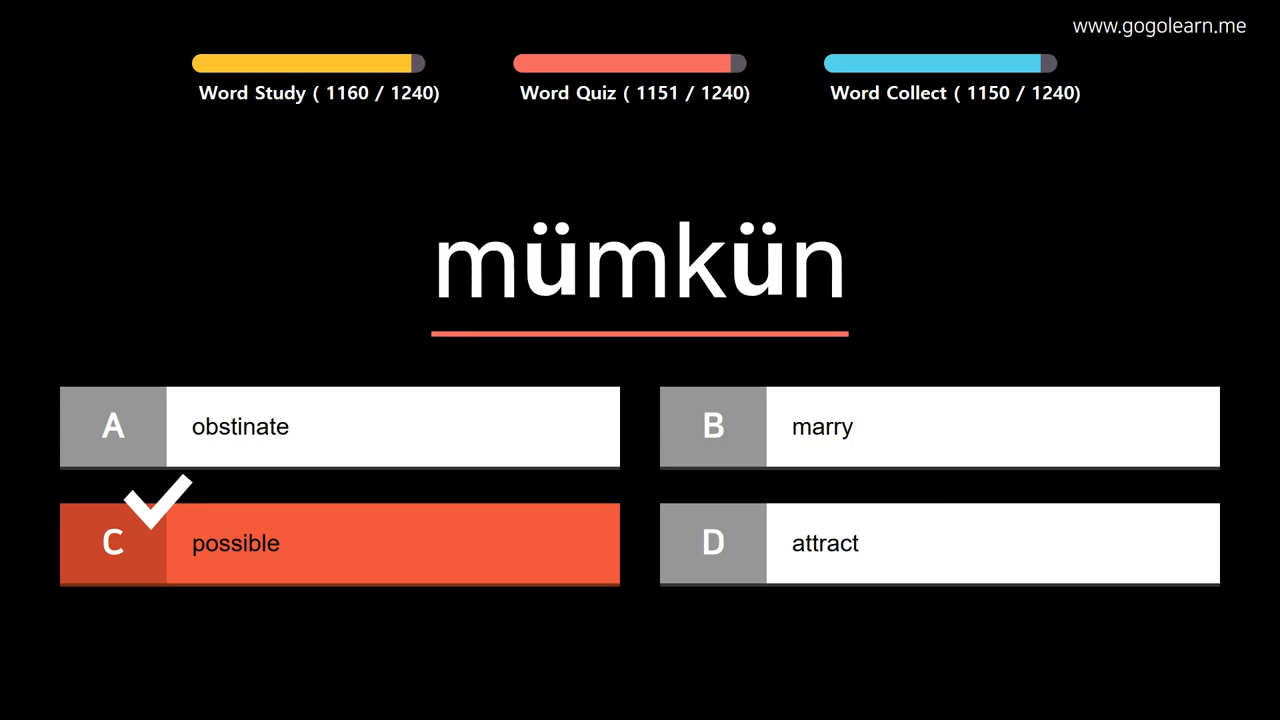 www.gogolearn.me
Word Study ( 1160 / 1240) Word Quiz ( 1151 / 1240) Word Collect ( 1150 / 1240)
mümkün
A obstinate
B marry
C possible
D attract